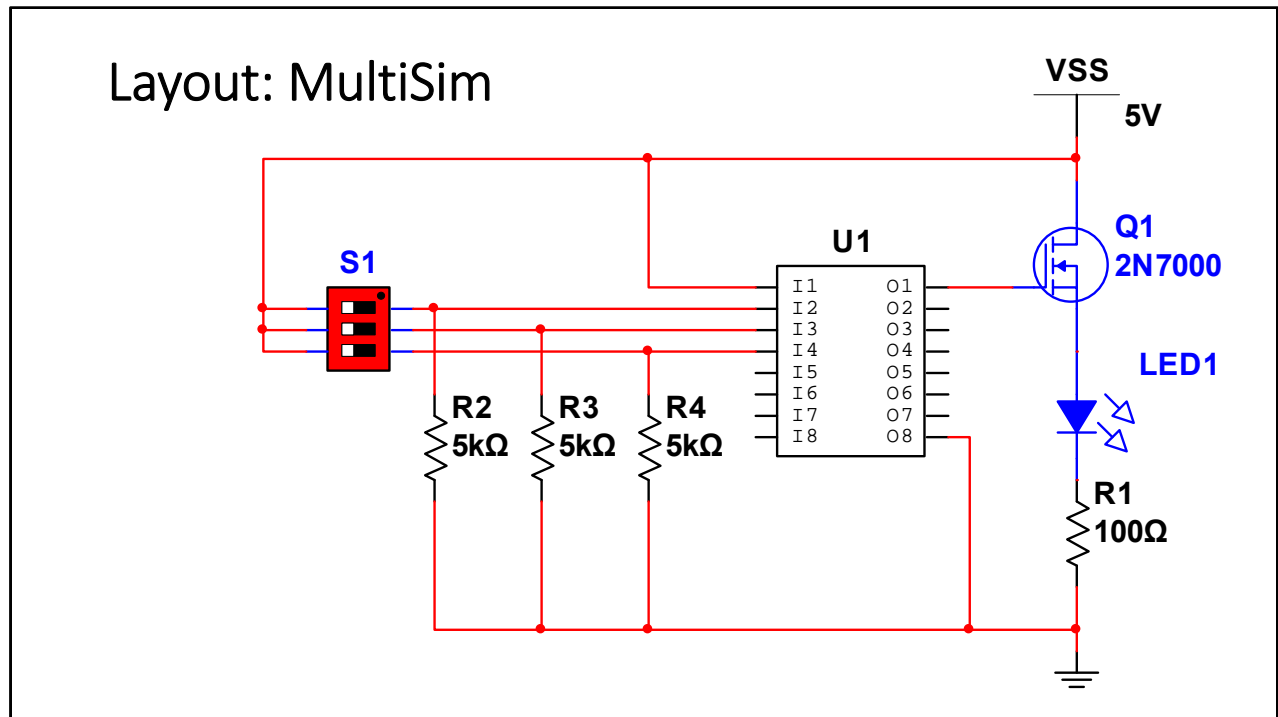 Layout: MultiSim
VSS
5V
Q1
2N7000
U1
S1
I1 O1
I2 O2
I3 O3
I4 O4
I5 O5
I6 O6
I7 O7
I8 O8
LED1
R2
5kΩ
R3
5kΩ
R4
5kΩ
R1
100Ω